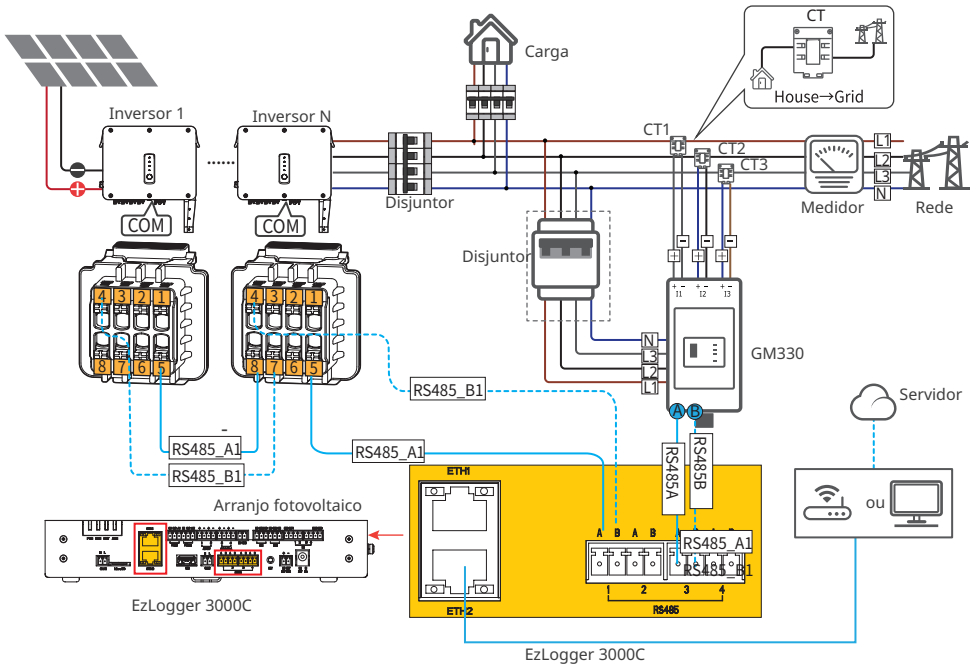 CT
House→Grid
Carga
Inversor 1
Inversor N
CT1
CT2
CT3
L1
L2
L3
N
Disjuntor
Medidor
Rede
COM
COM
Disjuntor
+ -
+ -
+ -
I1
I2
I3
4
3
2
1
8
7
6
5
4
3
2
1
8
7
6
5
N
L3
L2
L1
GM330
A
B
Servidor
ou
RS485_B1
RS485_A1
RS485_B1
RS485_A1
RS485A
RS485B
ETH1
ETH2
A B A B
RS485_A1
RS485_B1
1 2 3 4
RS485
Arranjo fotovoltaico
EzLogger 3000C
EzLogger 3000C